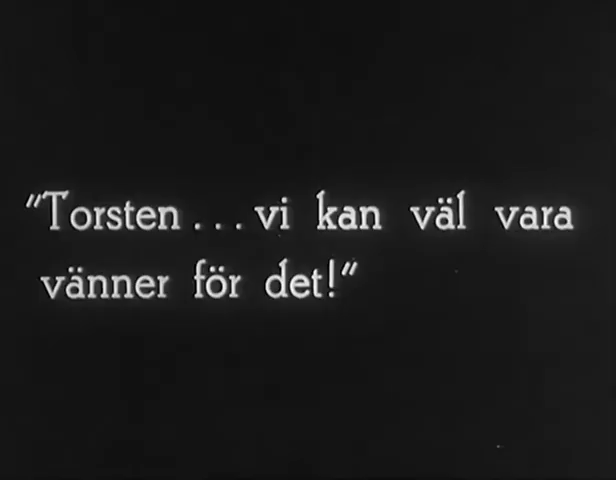 "Torsten... vi kan väl vara
vänner för det!"